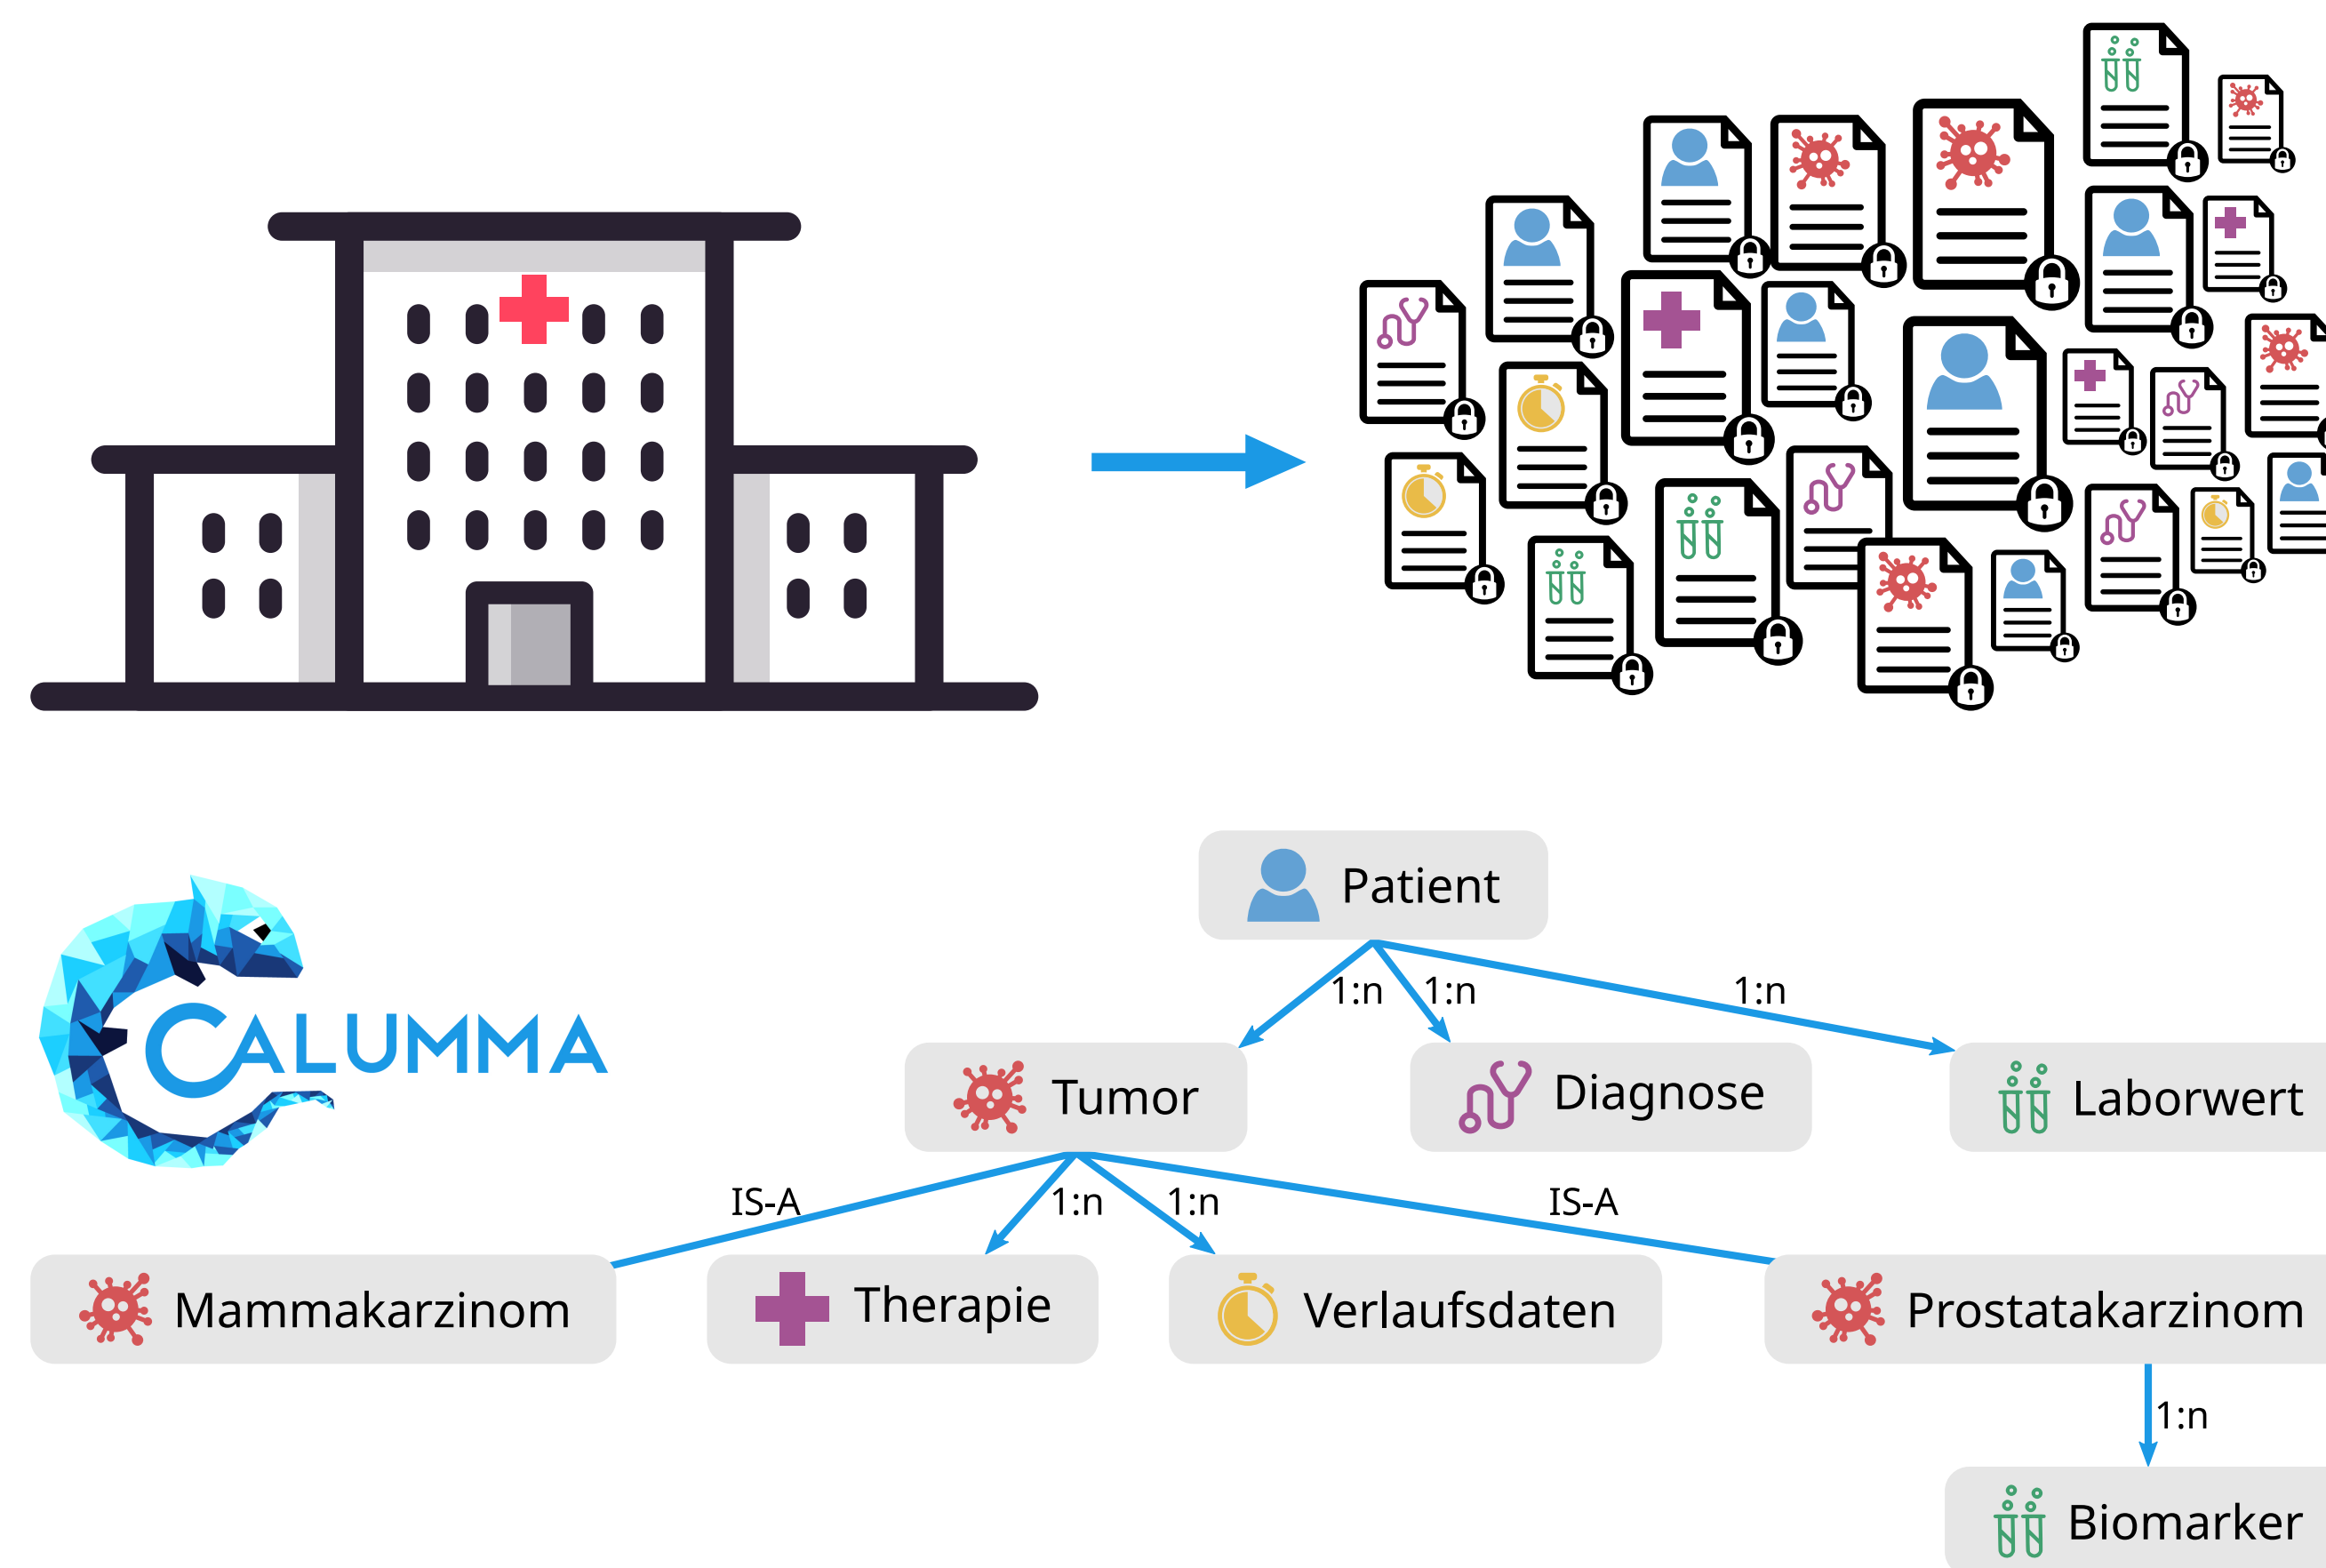 Patient
CALUMMA
1:n
1:n
1:n
Tumor
Diagnose
Laborwert
IS-A
1:n
1:n
IS-A
Mammakarzinom
Therapie
Verlaufsdaten
Prostatakarzinom
1:n
Biomarker